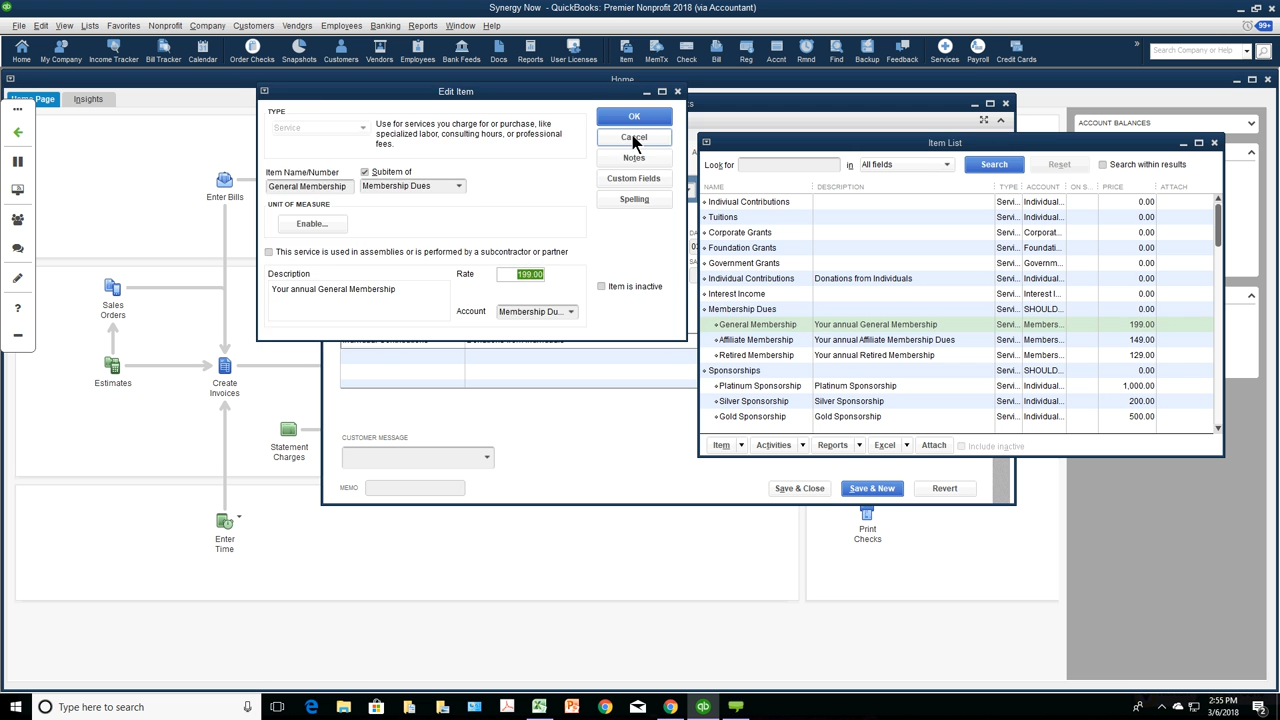 Synergy Now - QuickBooks: Premier Nonprofit 2018 (via Accountant)
File Edit View Lists Favorites Nonprofit Company Customers Vendors Employees Banking Reports Window Help
99+
Home My Company Income Tracker Bill Tracker Calendar Order Checks Snapshots Customers Vendors Employees Bank Feeds Docs Reports User Licenses Item MemTx Check Bill Reg Accnt Rmnd Find Backup Feedback Services Payroll Credit Cards
Search Company or Help
Home
Home Page Insights
ACCOUNT BALANCES
Enter Bills
Sales
Orders
Estimates
Create
Invoices
Statement
Charges
Enter
Time
Print
Checks
Edit Item
TYPE
Service
Use for services you charge for or purchase, like
specialized labor, consulting hours, or professional
fees.
OK
Cancel
Notes
Custom Fields
Spelling
Item Name/Number
Subitem of
General Membership
Membership Dues
UNIT OF MEASURE
Enable...
This service is used in assemblies or is performed by a subcontractor or partner
Description
Rate
199.00
Your annual General Membership
Item is inactive
Account
Membership Du...
CUSTOMER MESSAGE
MEMO
Save & Close
Save & New
Revert
Item List
Look for in All fields Search Reset Search within results
NAME DESCRIPTION TYPE ACCOUNT ON S... PRICE ATTACH
Indiviual Contributions Servi... Individual... 0.00
Tuitions Servi... Individual... 0.00
Corporate Grants Servi... Corporat... 0.00
Foundation Grants Servi... Foundati... 0.00
Government Grants Servi... Governm... 0.00
Individual Contributions Donations from Individuals Servi... Individual... 0.00
Interest Income Servi... Interest I... 0.00
Membership Dues Servi... SHOULD... 0.00
General Membership Your annual General Membership Servi... Members... 199.00
Affiliate Membership Your annual Affiliate Membership Dues Servi... Members... 149.00
Retired Membership Your annual Retired Membership Servi... Members... 129.00
Sponsorships Servi... SHOULD... 0.00
Platinum Sponsorship Platinum Sponsorship Servi... Individual... 1,000.00
Silver Sponsorship Silver Sponsorship Servi... Individual... 200.00
Gold Sponsorship Gold Sponsorship Servi... Individual... 500.00
Item Activities Reports Excel Attach Include inactive
Type here to search
2:55 PM
3/6/2018
2